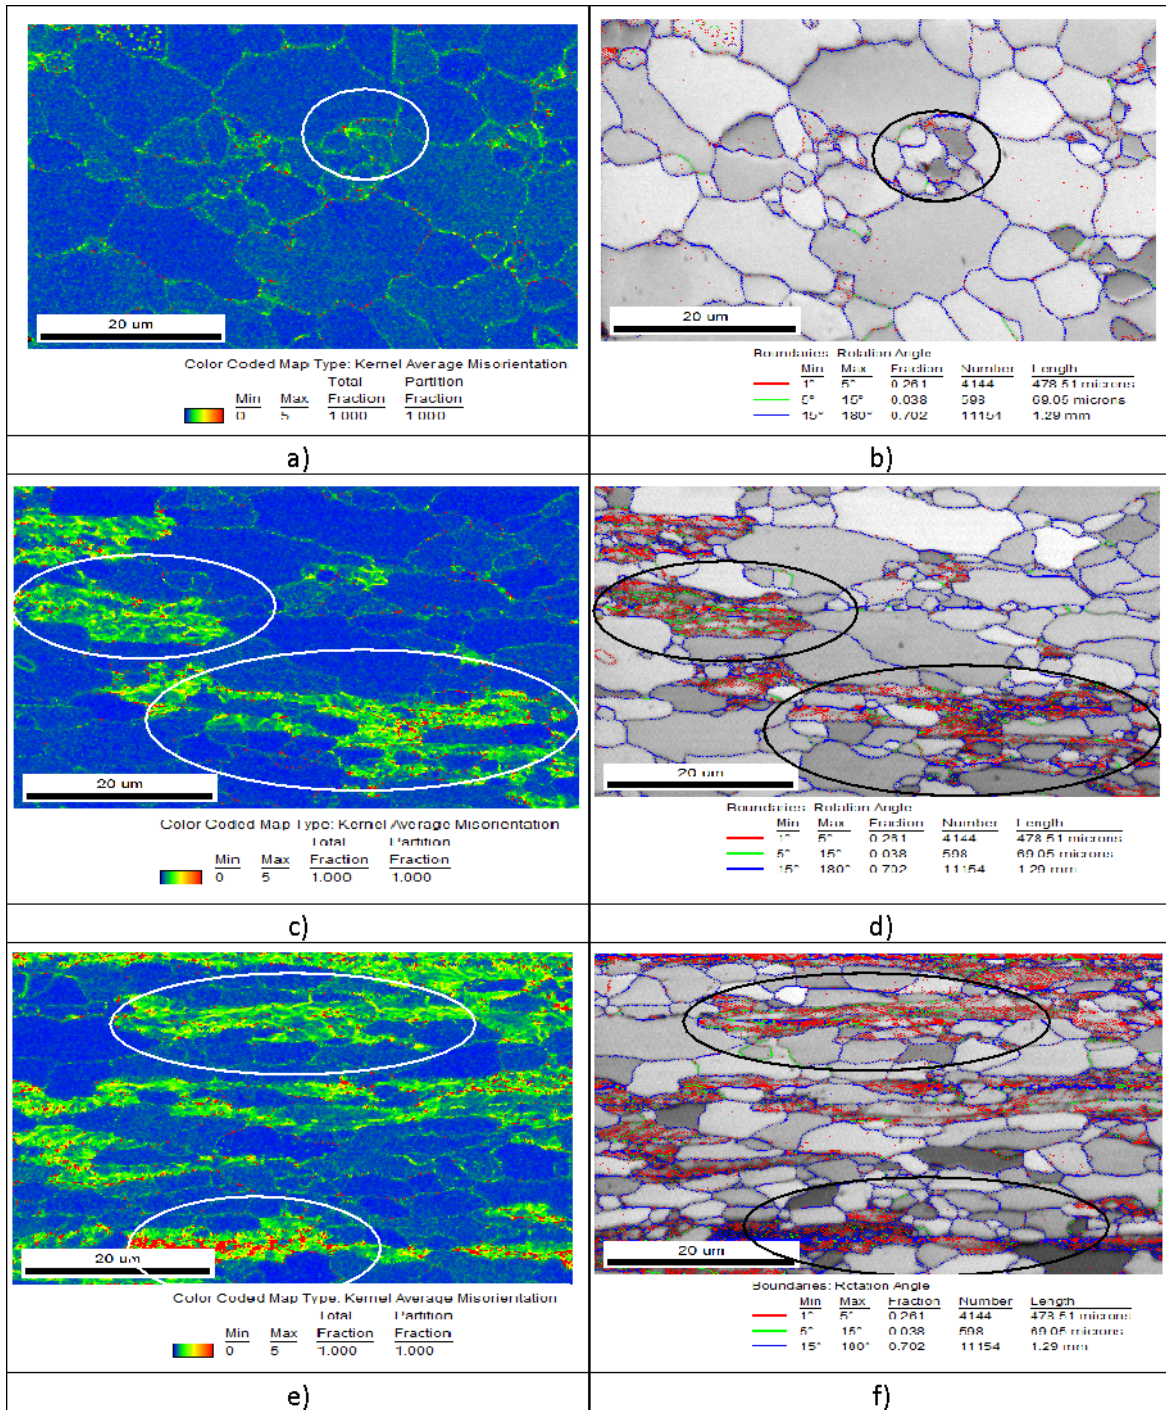 20 um
20 um
Color Coded Map Type: Kernel Average Misorientation
Total Partition
Min Max Fraction Fraction
0 5 1.000 1.000
Boundaries: Rotation Angle
Min Max Fraction Number Length
1° 5° 0.261 4144 478.51 microns
5° 15° 0.038 598 69.05 microns
15° 180° 0.702 11154 1.29 mm
a)
b)
20 um
20 um
Color Coded Map Type: Kernel Average Misorientation
Total Partition
Min Max Fraction Fraction
0 5 1.000 1.000
Boundaries: Rotation Angle
Min Max Fraction Number Length
1° 5° 0.261 4144 478.51 microns
5° 15° 0.038 598 69.05 microns
15° 180° 0.702 11154 1.29 mm
c)
d)
20 um
20 um
Color Coded Map Type: Kernel Average Misorientation
Total Partition
Min Max Fraction Fraction
0 5 1.000 1.000
Boundaries: Rotation Angle
Min Max Fraction Number Length
1° 5° 0.261 4144 478.51 microns
5° 15° 0.038 598 69.05 microns
15° 180° 0.702 11154 1.29 mm
e)
f)